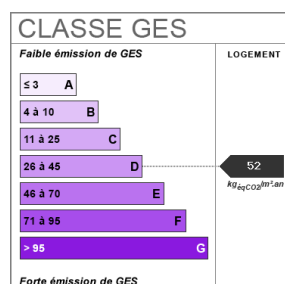 CLASSE GES
Faible émission de GES
LOGEMENT
≤ 3 A
4 à 10 B
11 à 25 C
26 à 45 D
52
kgéqCO2/m².an
46 à 70 E
71 à 95 F
> 95 G
Forte émission de GES